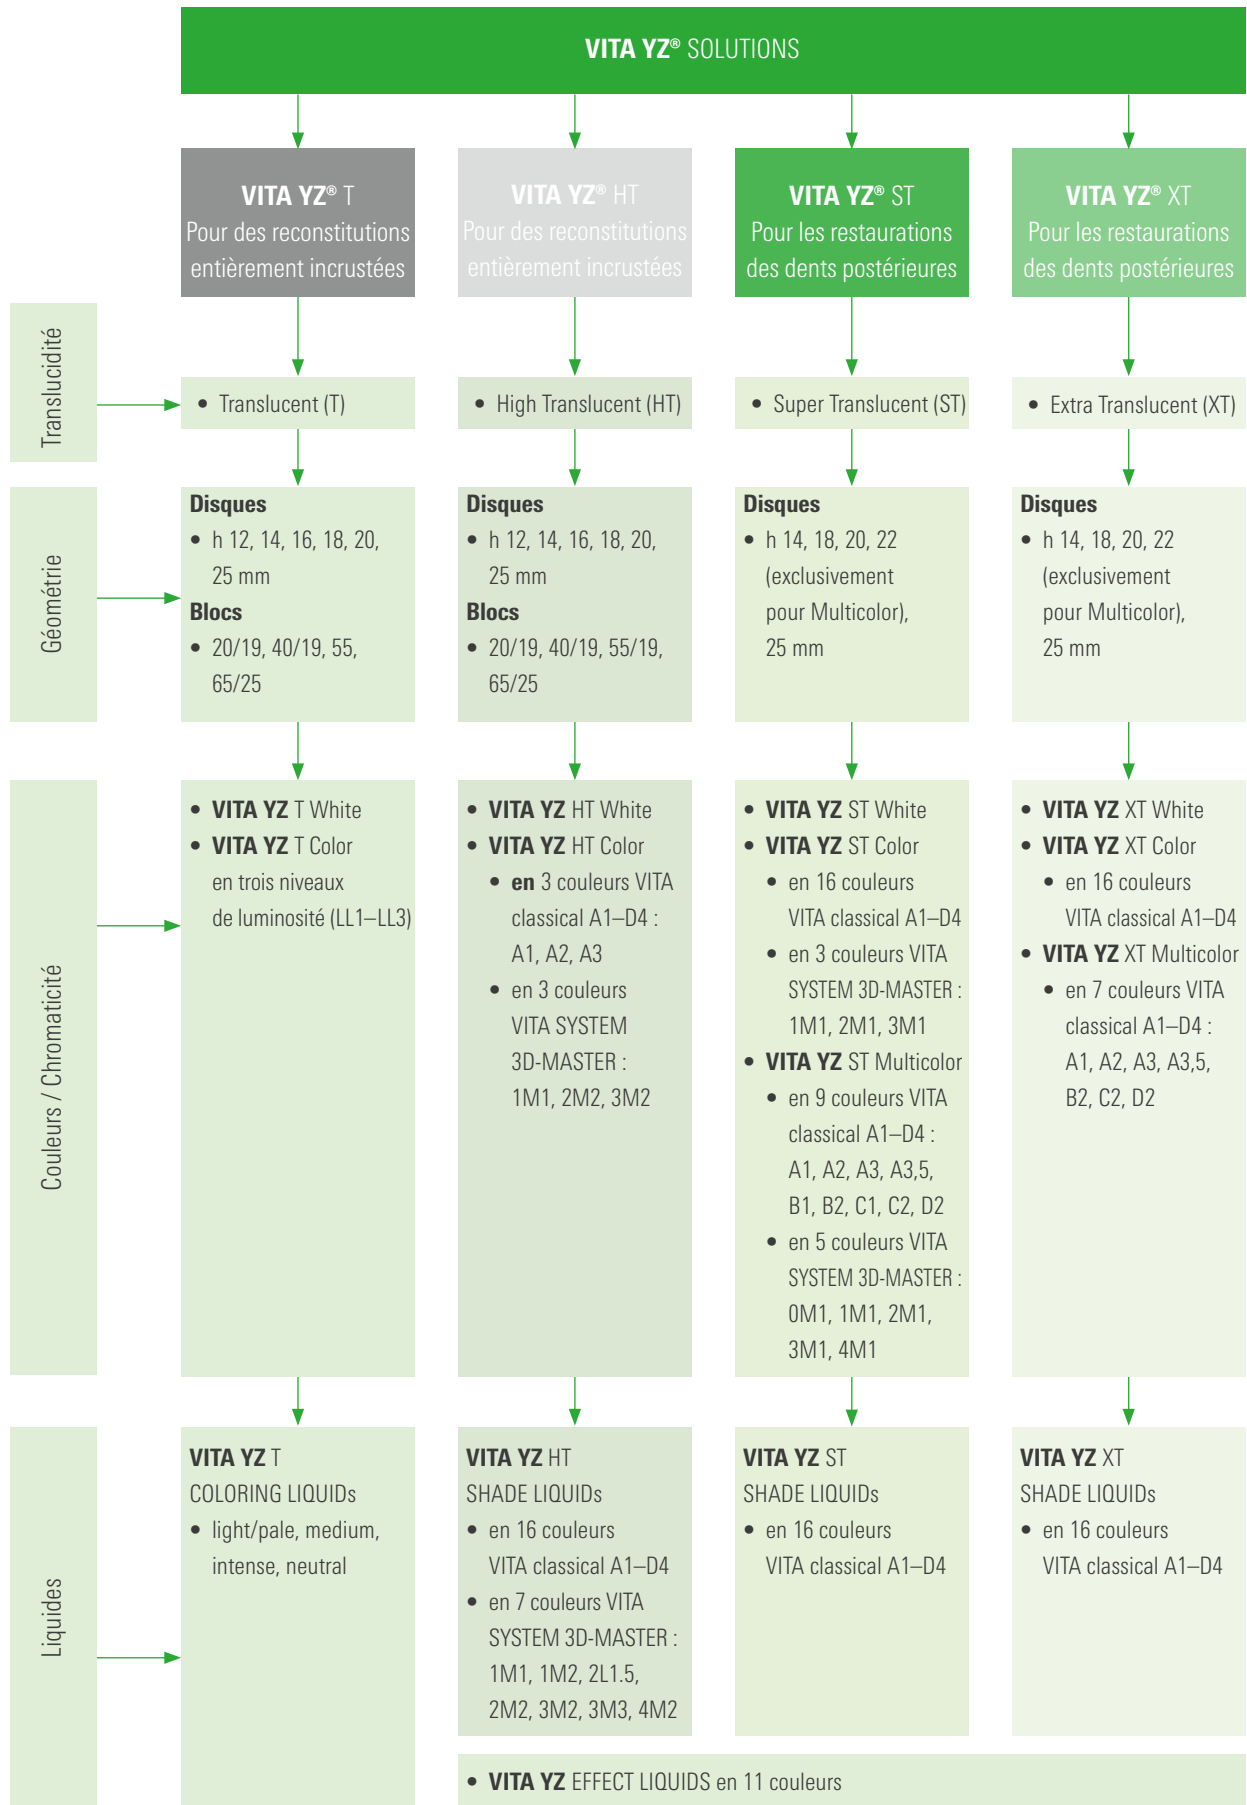 VITA YZ® SOLUTIONS
VITA YZ® T
Pour des reconstitutions
entièrement incrustées
VITA YZ® HT
Pour des reconstitutions
entièrement incrustées
VITA YZ® ST
Pour les restaurations
des dents postérieures
VITA YZ® XT
Pour les restaurations
des dents postérieures
Translucidité
• Translucent (T)
• High Translucent (HT)
• Super Translucent (ST)
• Extra Translucent (XT)
Géométrie
Disques
• h 12, 14, 16, 18, 20,
25 mm
Blocs
• 20/19, 40/19, 55,
65/25
Disques
• h 12, 14, 16, 18, 20,
25 mm
Blocs
• 20/19, 40/19, 55/19,
65/25
Disques
• h 14, 18, 20, 22
(exclusivement
pour Multicolor),
25 mm
Disques
• h 14, 18, 20, 22
(exclusivement
pour Multicolor),
25 mm
Couleurs / Chromaticité
• VITA YZ T White
• VITA YZ T Color
en trois niveaux
de luminosité (LL1–LL3)
• VITA YZ HT White
• VITA YZ HT Color
• en 3 couleurs VITA
classical A1–D4 :
A1, A2, A3
• en 3 couleurs
VITA SYSTEM
3D-MASTER :
1M1, 2M2, 3M2
• VITA YZ ST White
• VITA YZ ST Color
• en 16 couleurs
VITA classical A1–D4
• en 3 couleurs VITA
SYSTEM 3D-MASTER :
1M1, 2M1, 3M1
• VITA YZ ST Multicolor
• en 9 couleurs VITA
classical A1–D4 :
A1, A2, A3, A3,5,
B1, B2, C1, C2, D2
• en 5 couleurs VITA
SYSTEM 3D-MASTER :
0M1, 1M1, 2M1,
3M1, 4M1
• VITA YZ XT White
• VITA YZ XT Color
• en 16 couleurs
VITA classical A1–D4
• VITA YZ XT Multicolor
• en 7 couleurs VITA
classical A1–D4 :
A1, A2, A3, A3,5,
B2, C2, D2
Liquides
VITA YZ T
COLORING LIQUIDs
• light/pale, medium,
intense, neutral
VITA YZ HT
SHADE LIQUIDs
• en 16 couleurs
VITA classical A1–D4
• en 7 couleurs VITA
SYSTEM 3D-MASTER :
1M1, 1M2, 2L1.5,
2M2, 3M2, 3M3, 4M2
VITA YZ ST
SHADE LIQUIDs
• en 16 couleurs
VITA classical A1–D4
VITA YZ XT
SHADE LIQUIDs
• en 16 couleurs
VITA classical A1–D4
• VITA YZ EFFECT LIQUIDS en 11 couleurs